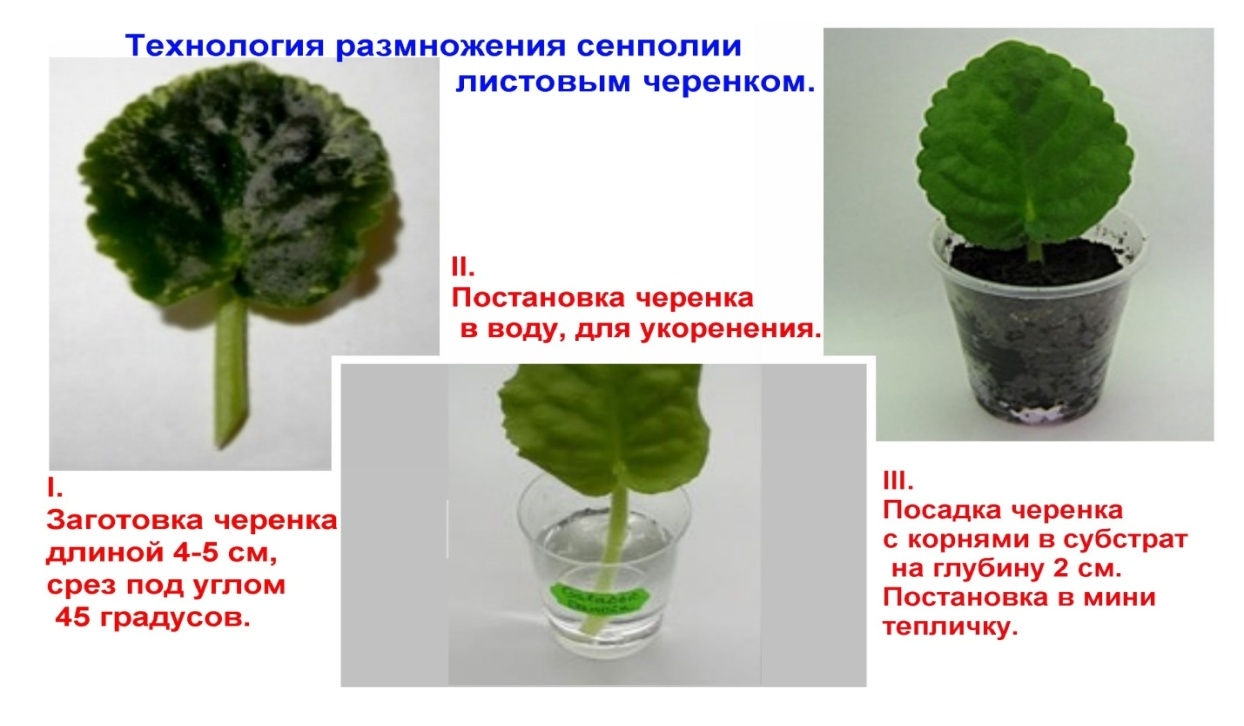 Технология размножения сенполии
листовым черенком.
I.
Заготовка черенка
длиной 4-5 см,
срез под углом
45 градусов.
II.
Постановка черенка
в воду, для укоренения.
III.
Посадка черенка
с корнями в субстрат
на глубину 2 см.
Постановка в мини
тепличку.